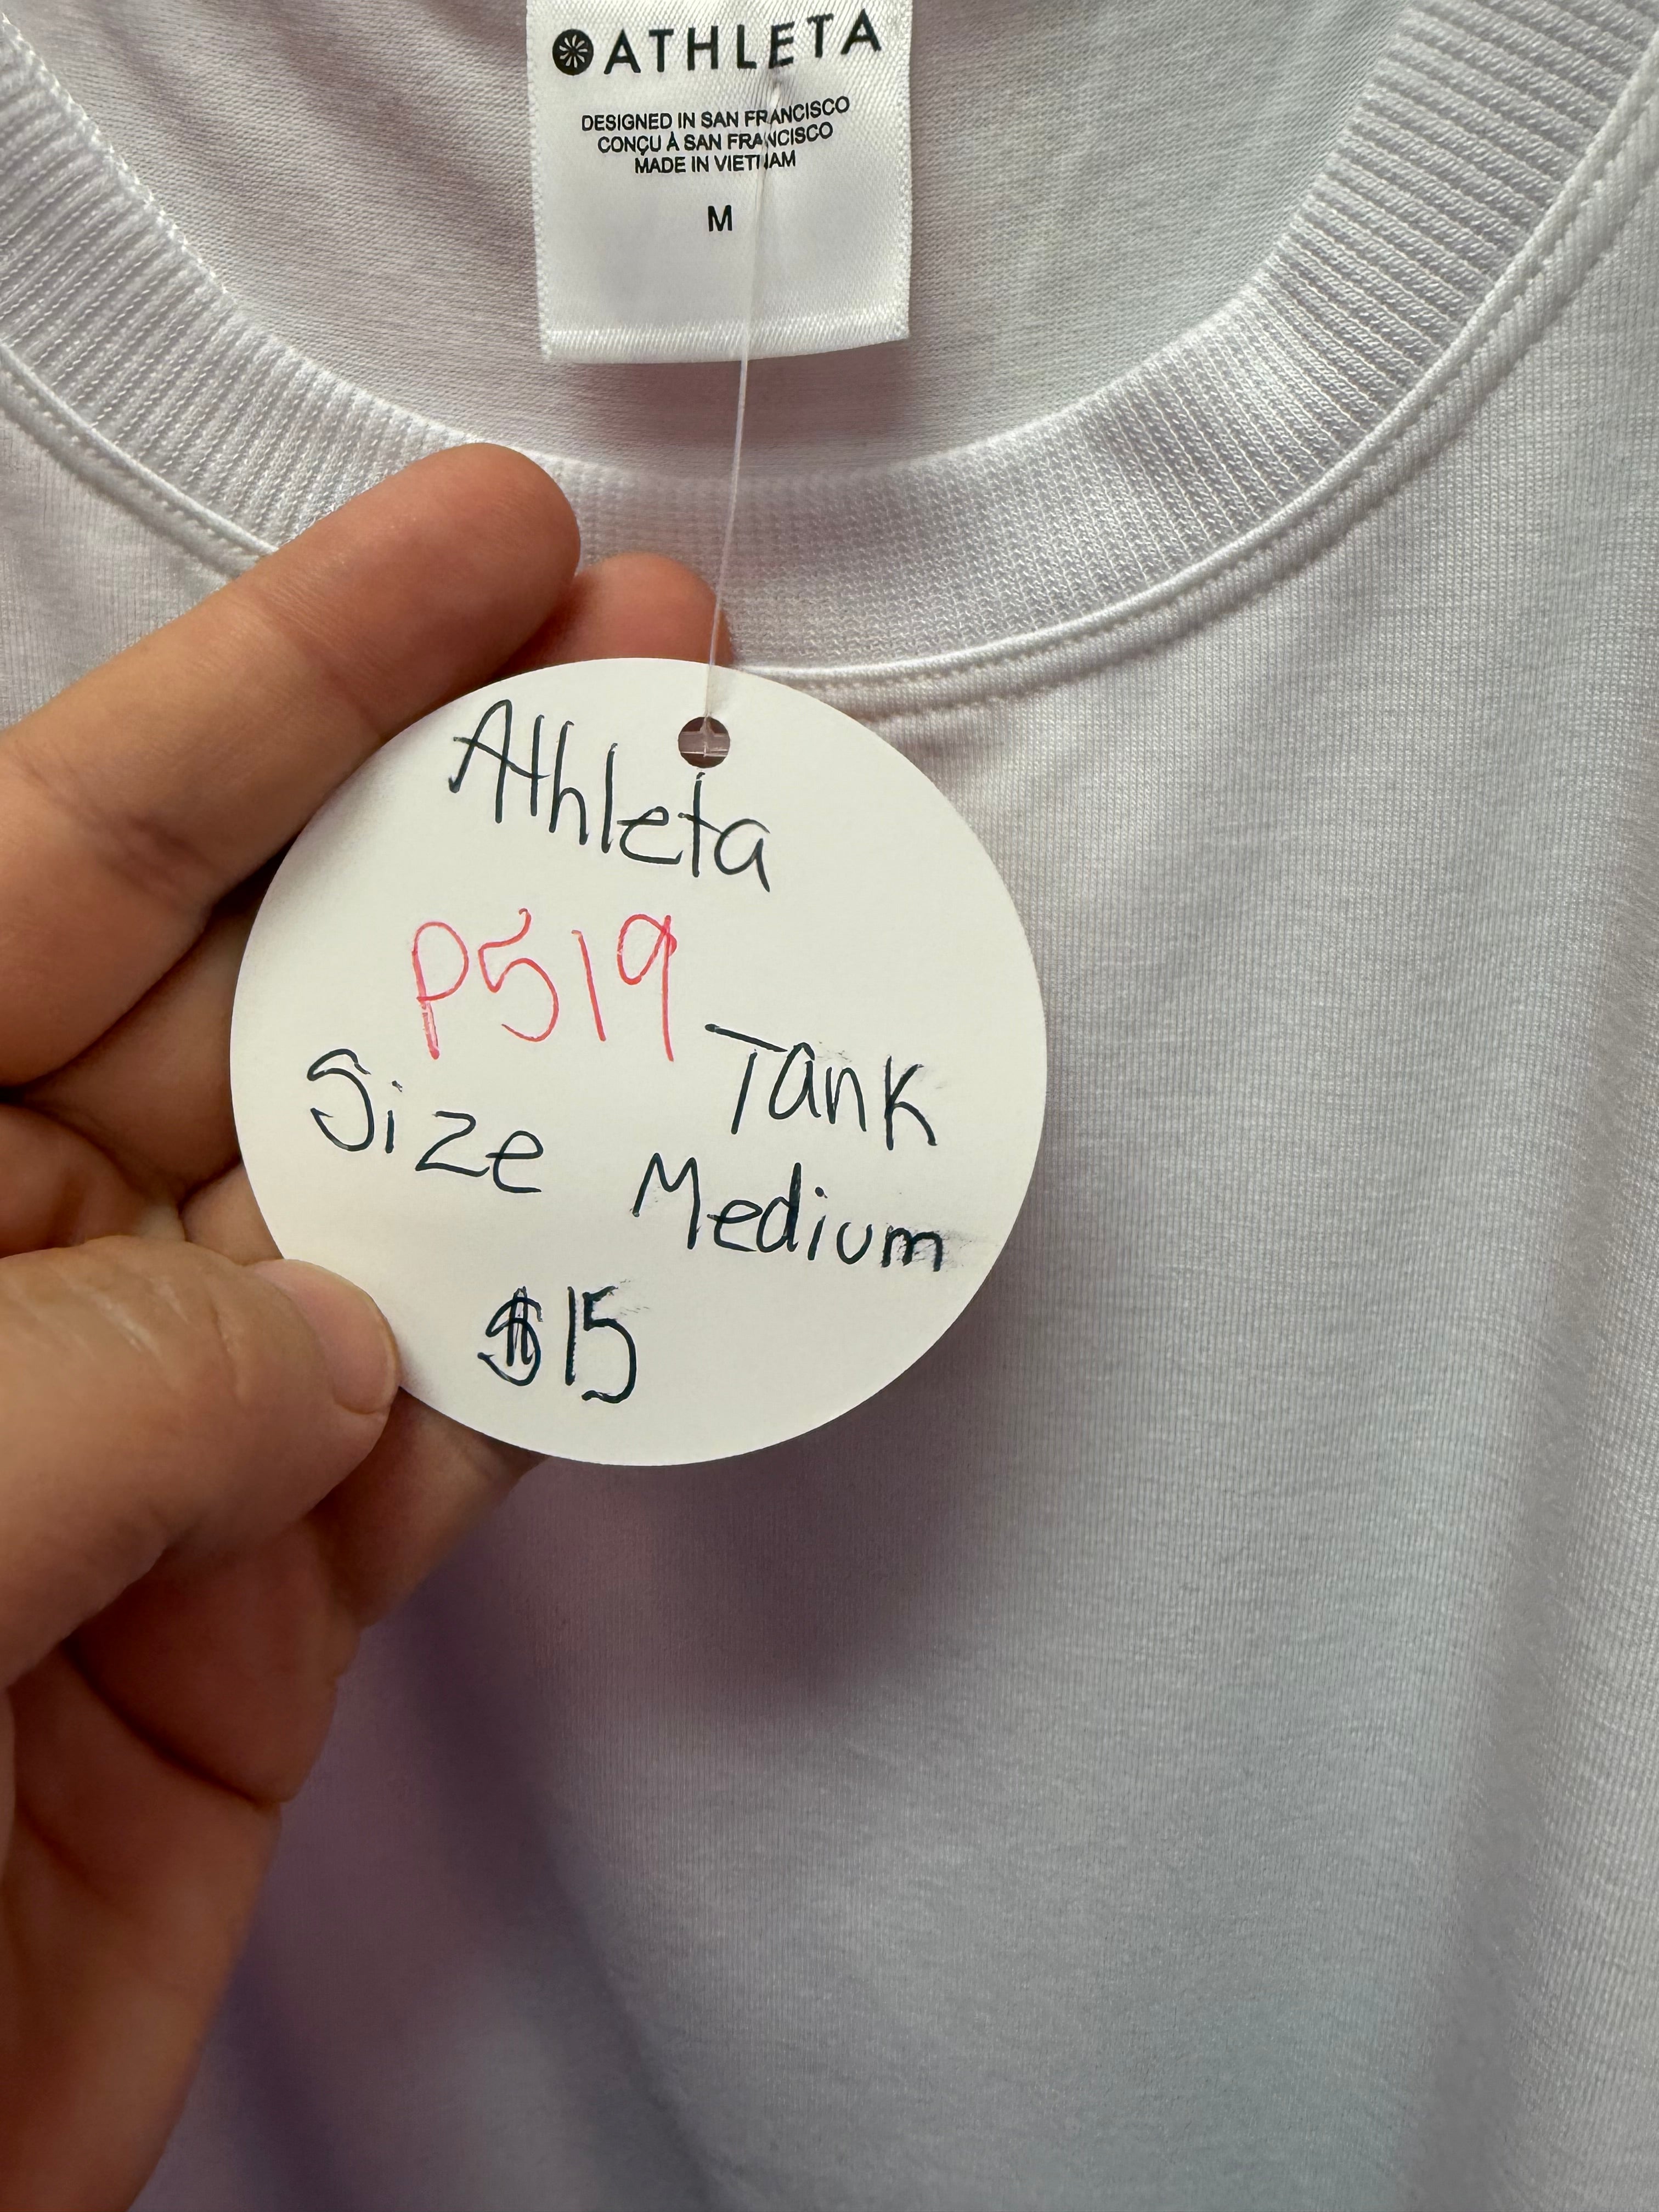 ATHLETA
DESIGNED IN SAN FRANCISCO
CONÇU À SAN FRANCISCO
MADE IN VIETNAM
M
Athleta
P519
Tank
Size Medium
$15